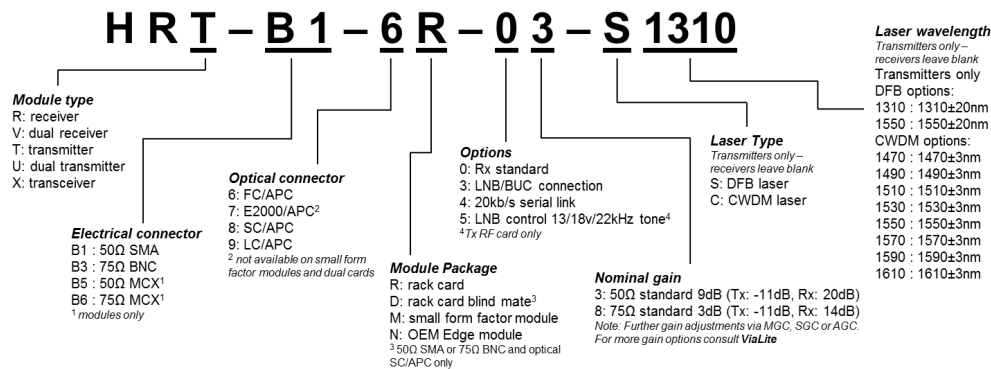 HRT – B1 – 6R – 03 – S1310
Module type
R: receiver
V: dual receiver
T: transmitter
U: dual transmitter
X: transceiver
Electrical connector
B1 : 50Ω SMA
B3 : 75Ω BNC
B5 : 50Ω MCX¹
B6 : 75Ω MCX¹
¹ modules only
Optical connector
6: FC/APC
7: E2000/APC²
8: SC/APC
9: LC/APC
² not available on small form
factor modules and dual cards
Module Package
R: rack card
D: rack card blind mate³
M: small form factor module
N: OEM Edge module
³ 50Ω SMA or 75Ω BNC and optical
SC/APC only
Options
0: Rx standard
3: LNB/BUC connection
4: 20kb/s serial link
5: LNB control 13/18v/22kHz tone⁴
⁴Tx RF card only
Nominal gain
3: 50Ω standard 9dB (Tx: -11dB, Rx: 20dB)
8: 75Ω standard 3dB (Tx: -11dB, Rx: 14dB)
Note: Further gain adjustments via MGC, SGC or AGC.
For more gain options consult ViaLite
Laser Type
Transmitters only –
receivers leave blank
S: DFB laser
C: CWDM laser
Laser wavelength
Transmitters only –
receivers leave blank
Transmitters only
DFB options:
1310 : 1310±20nm
1550 : 1550±20nm
CWDM options:
1470 : 1470±3nm
1490 : 1490±3nm
1510 : 1510±3nm
1530 : 1530±3nm
1550 : 1550±3nm
1570 : 1570±3nm
1590 : 1590±3nm
1610 : 1610±3nm